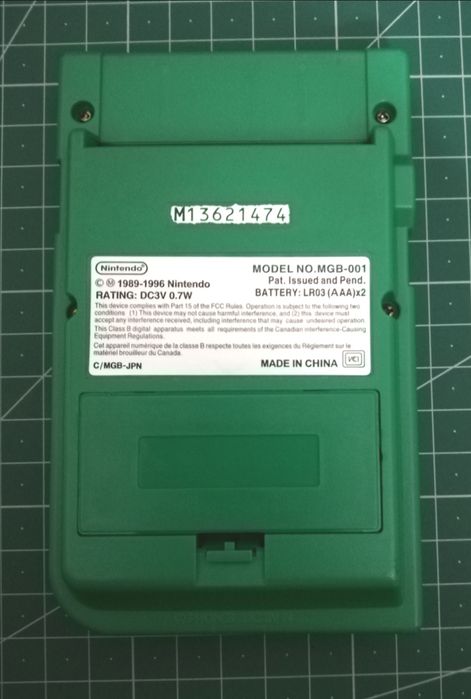 M13621474
Nintendo®
© Ⓜ 1989-1996 Nintendo
RATING: DC3V 0.7W
MODEL NO.MGB-001
Pat. Issued and Pend.
BATTERY: LR03(AAA)x2
This device complies with Part 15 of the FCC Rules. Operation is subject to the following two
conditions (1) This device may not cause harmful interference, and (2) this device must
accept any interference received, including interference that may cause undesired operation.
This Class B digital apparatus meets all requirements of the Canadian Interference-Causing
Equipment Regulations.
Cet appareil numérique de la classe B respecte toutes les exigences du Règlement sur le
matériel brouilleur du Canada.
C/MGB-JPN
MADE IN CHINA
VCI